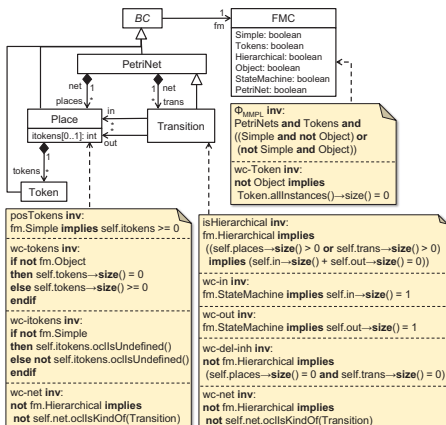 BC
1
fm
FMC
Simple: boolean
Tokens: boolean
Hierarchical: boolean
Object: boolean
StateMachine: boolean
PetriNet: boolean
PetriNet
net 1
places *
1 net
* trans
Place
itokens[0..1]: int
in
*
*
out
Transition
1
tokens *
Token
ΦMMPL inv:
PetriNets and Tokens and
((Simple and not Object) or
(not Simple and Object))
wc-Token inv:
not Object implies
Token.allInstances()→size() = 0
posTokens inv:
fm.Simple implies self.itokens >= 0
wc-tokens inv:
if not fm.Object
then self.tokens→size() = 0
else self.tokens→size() >= 0
endif
wc-itokens inv:
if not fm.Simple
then self.itokens.oclIsUndefined()
else not self.itokens.oclIsUndefined()
endif
wc-net inv:
not fm.Hierarchical implies
not self.net.oclIsKindOf(Transition)
isHierarchical inv:
fm.Hierarchical implies
((self.places→size() > 0 or self.trans→size() > 0)
implies (self.in→size() + self.out→size() = 0))
wc-in inv:
fm.StateMachine implies self.in→size() = 1
wc-out inv:
fm.StateMachine implies self.out→size() = 1
wc-del-inh inv:
not fm.Hierarchical implies
(self.places→size() = 0 and self.trans→size() = 0)
wc-net inv:
not fm.Hierarchical implies
not self.net.oclIsKindOf(Transition)